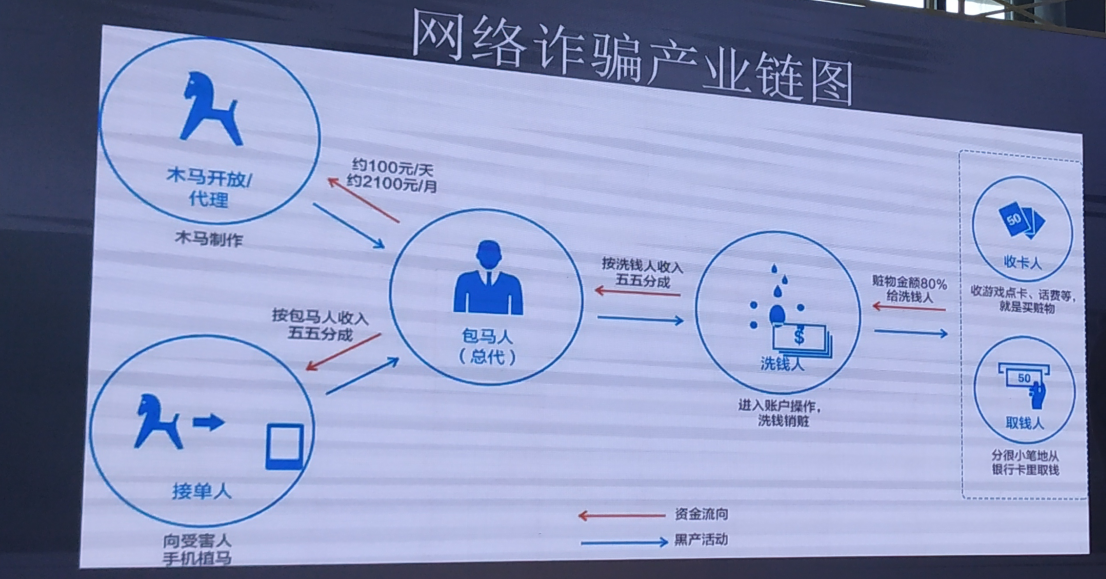 网络诈骗产业链图
木马开放/
代理
木马制作
约100元/天
约2100元/月
按包马人收入
五五分成
接单人
向受害人
手机植马
包马人
(总代)
按洗钱人收入
五五分成
$
洗钱人
进入账户操作,
洗钱销赃
赃物金额80%
给洗钱人
50
收卡人
收游戏点卡、话费等,
就是买赃物
50
取钱人
分很小笔地从
银行卡里取钱
资金流向
黑产活动